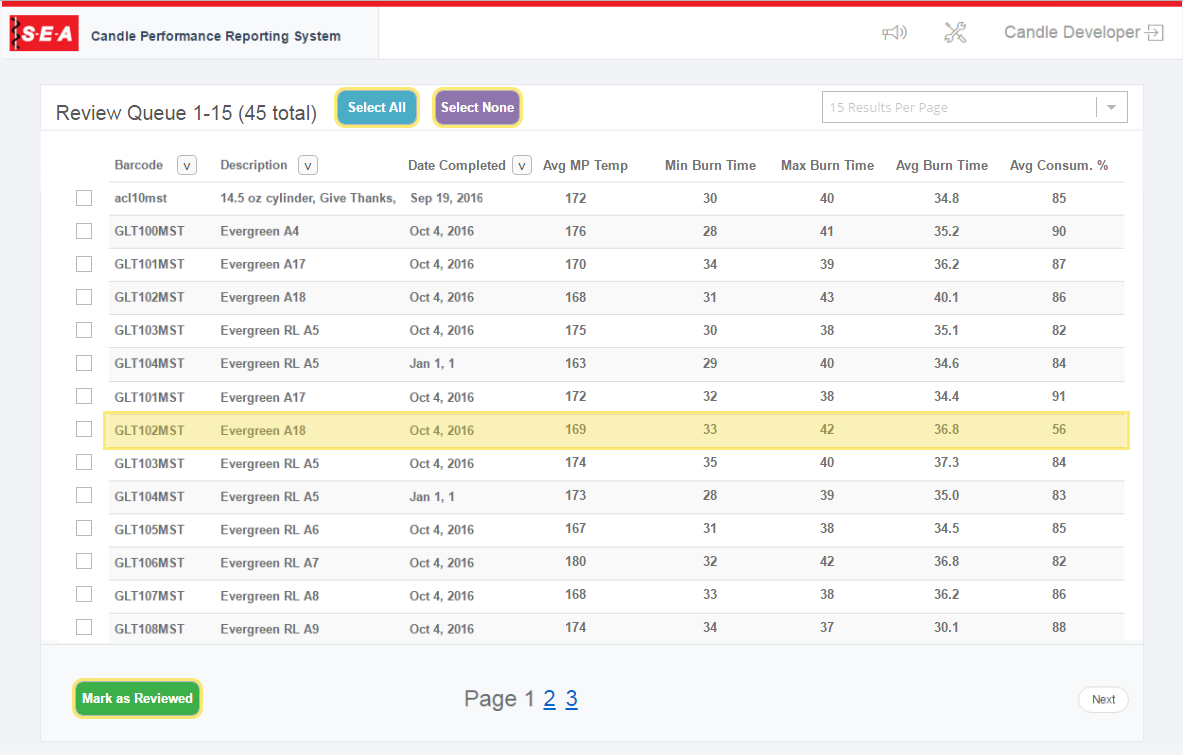 S·E·A Candle Performance Reporting System Candle Developer
Review Queue 1-15 (45 total) Select All Select None 15 Results Per Page
Barcode v Description v Date Completed v Avg MP Temp Min Burn Time Max Burn Time Avg Burn Time Avg Consum. %
acl10mst 14.5 oz cylinder, Give Thanks, Sep 19, 2016 172 30 40 34.8 85
GLT100MST Evergreen A4 Oct 4, 2016 176 28 41 35.2 90
GLT101MST Evergreen A17 Oct 4, 2016 170 34 39 36.2 87
GLT102MST Evergreen A18 Oct 4, 2016 168 31 43 40.1 86
GLT103MST Evergreen RL A5 Oct 4, 2016 175 30 38 35.1 82
GLT104MST Evergreen RL A5 Jan 1, 1 163 29 40 34.6 84
GLT101MST Evergreen A17 Oct 4, 2016 172 32 38 34.4 91
GLT102MST Evergreen A18 Oct 4, 2016 169 33 42 36.8 56
GLT103MST Evergreen RL A5 Oct 4, 2016 174 35 40 37.3 84
GLT104MST Evergreen RL A5 Jan 1, 1 173 28 39 35.0 83
GLT105MST Evergreen RL A6 Oct 4, 2016 167 31 38 34.5 85
GLT106MST Evergreen RL A7 Oct 4, 2016 180 32 42 36.8 82
GLT107MST Evergreen RL A8 Oct 4, 2016 168 33 38 36.2 86
GLT108MST Evergreen RL A9 Oct 4, 2016 174 34 37 30.1 88
Mark as Reviewed Page 1 2 3 Next